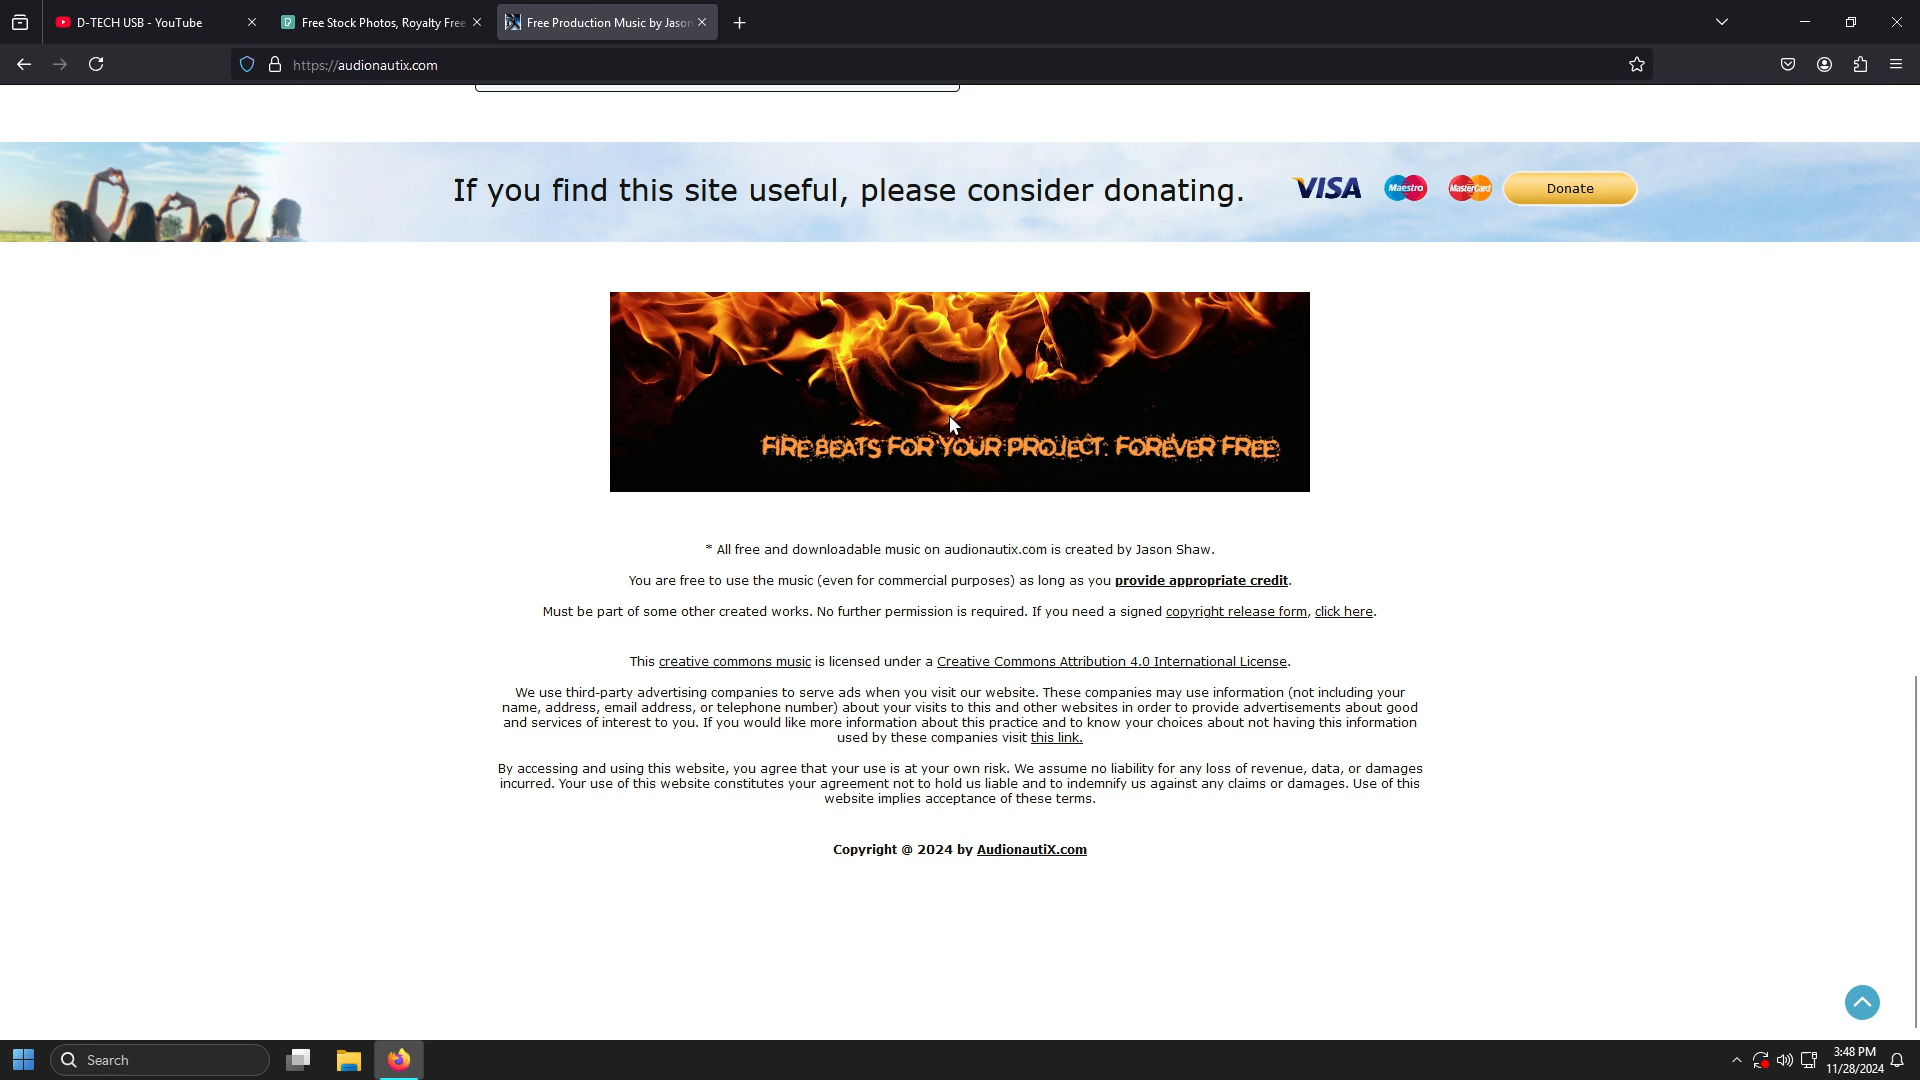 D-TECH USB - YouTube
Free Stock Photos, Royalty Free
Free Production Music by Jason
https://audionautix.com
If you find this site useful, please consider donating.
VISA
Maestro
MasterCard
Donate
FIRE BEATS FOR YOUR PROJECT. FOREVER FREE.
* All free and downloadable music on audionautix.com is created by Jason Shaw.
You are free to use the music (even for commercial purposes) as long as you provide appropriate credit.
Must be part of some other created works. No further permission is required. If you need a signed copyright release form, click here.
This creative commons music is licensed under a Creative Commons Attribution 4.0 International License.
We use third-party advertising companies to serve ads when you visit our website. These companies may use information (not including your
name, address, email address, or telephone number) about your visits to this and other websites in order to provide advertisements about good
and services of interest to you. If you would like more information about this practice and to know your choices about not having this information
used by these companies visit this link.
By accessing and using this website, you agree that your use is at your own risk. We assume no liability for any loss of revenue, data, or damages
incurred. Your use of this website constitutes your agreement not to hold us liable and to indemnify us against any claims or damages. Use of this
website implies acceptance of these terms.
Copyright @ 2024 by AudionautiX.com
Search
3:48 PM
11/28/2024